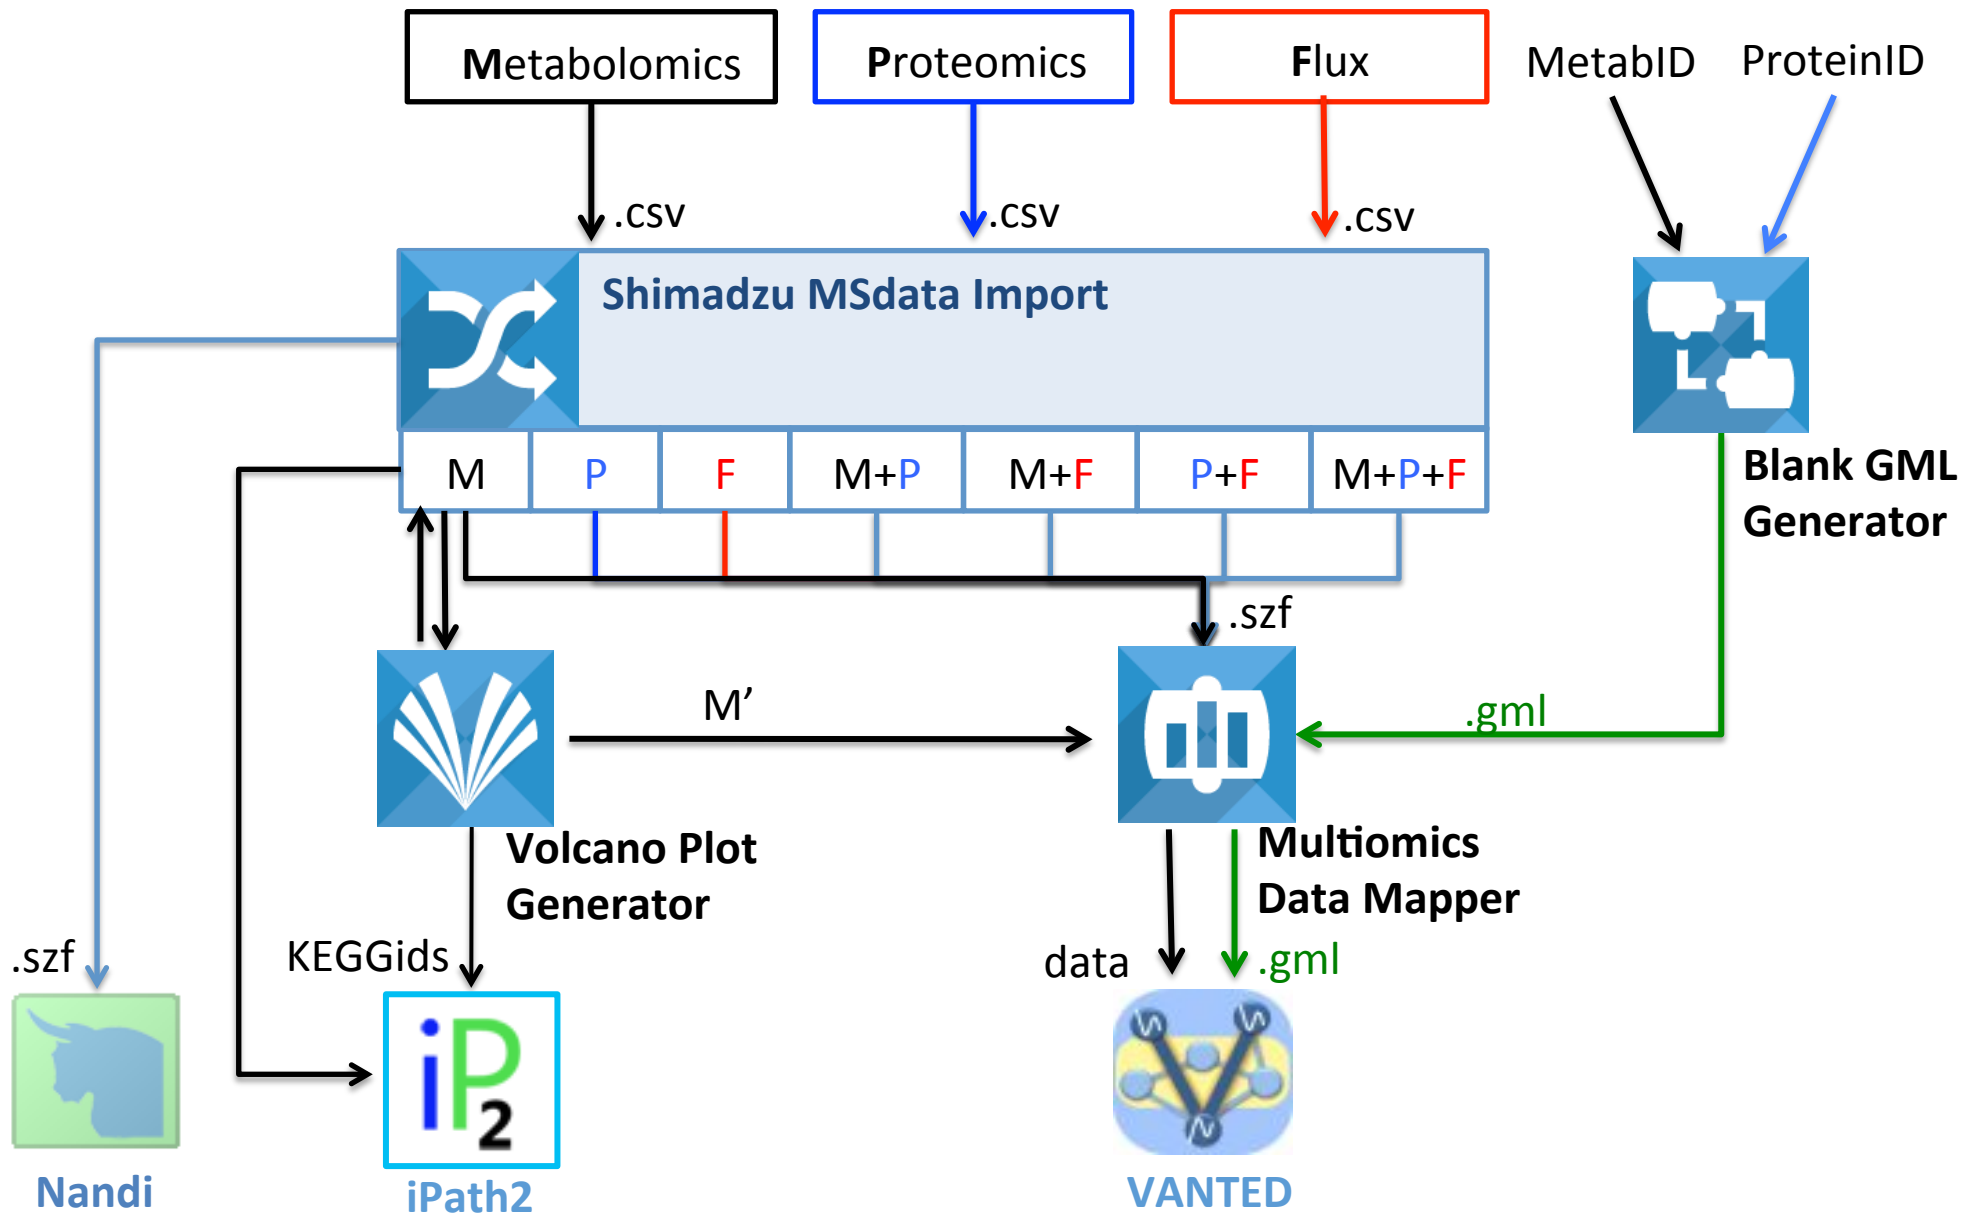 Metabolomics
Proteomics
Flux
MetabID
ProteinID
.csv
.csv
.csv
Shimadzu MSdata Import
M
P
F
M+P
M+F
P+F
M+P+F
Blank GML
Generator
.szf
M’
.gml
Volcano Plot
Generator
Multiomics
Data Mapper
.szf
KEGGids
data
.gml
iP2
Nandi
iPath2
VANTED